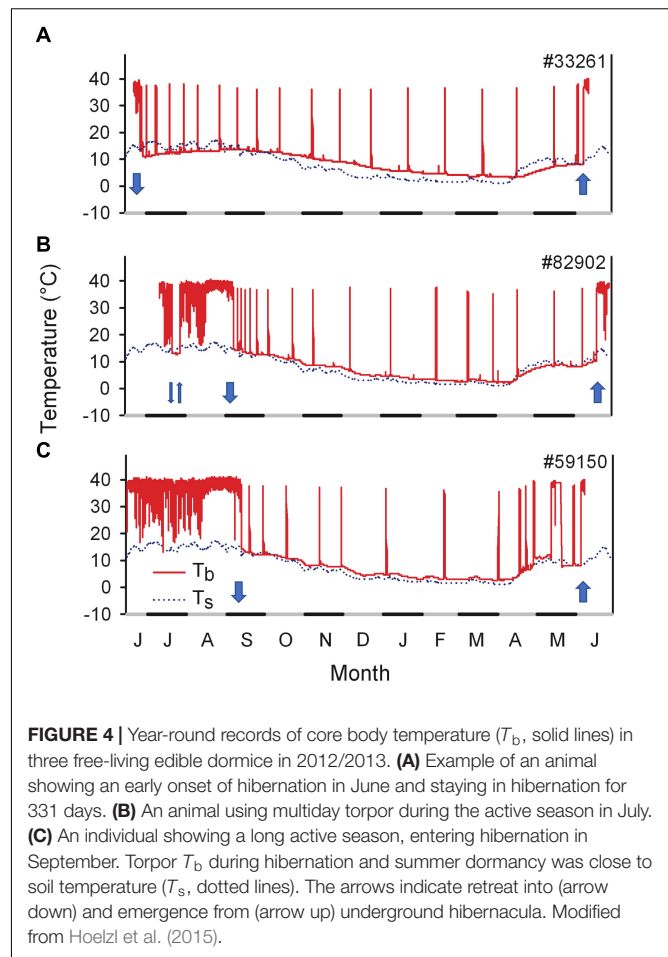 A
#33261
40
30
20
10
0
-10
B
#82902
40
30
20
10
0
-10
Temperature (°C)
C
#59150
40
30
20
10
0
-10
Tb
Ts
J J A S O N D J F M A M J
Month
FIGURE 4 | Year-round records of core body temperature (Tb, solid lines) in
three free-living edible dormice in 2012/2013. (A) Example of an animal
showing an early onset of hibernation in June and staying in hibernation for
331 days. (B) An animal using multiday torpor during the active season in July.
(C) An individual showing a long active season, entering hibernation in
September. Torpor Tb during hibernation and summer dormancy was close to
soil temperature (Ts, dotted lines). The arrows indicate retreat into (arrow
down) and emergence from (arrow up) underground hibernacula. Modified
from Hoelzl et al. (2015).